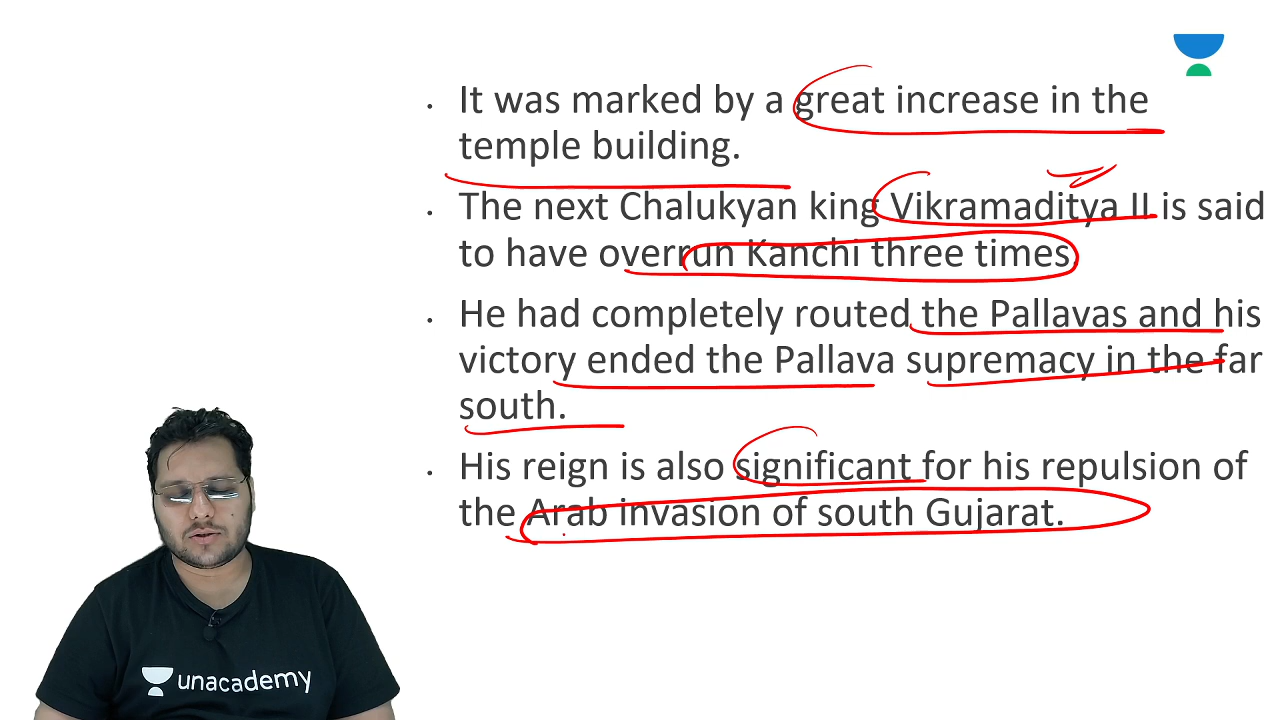 • It was marked by a great increase in the
temple building.
• The next Chalukyan king Vikramaditya II is said
to have overrun Kanchi three times.
• He had completely routed the Pallavas and his
victory ended the Pallava supremacy in the far
south.
• His reign is also significant for his repulsion of
the Arab invasion of south Gujarat.
unacademy